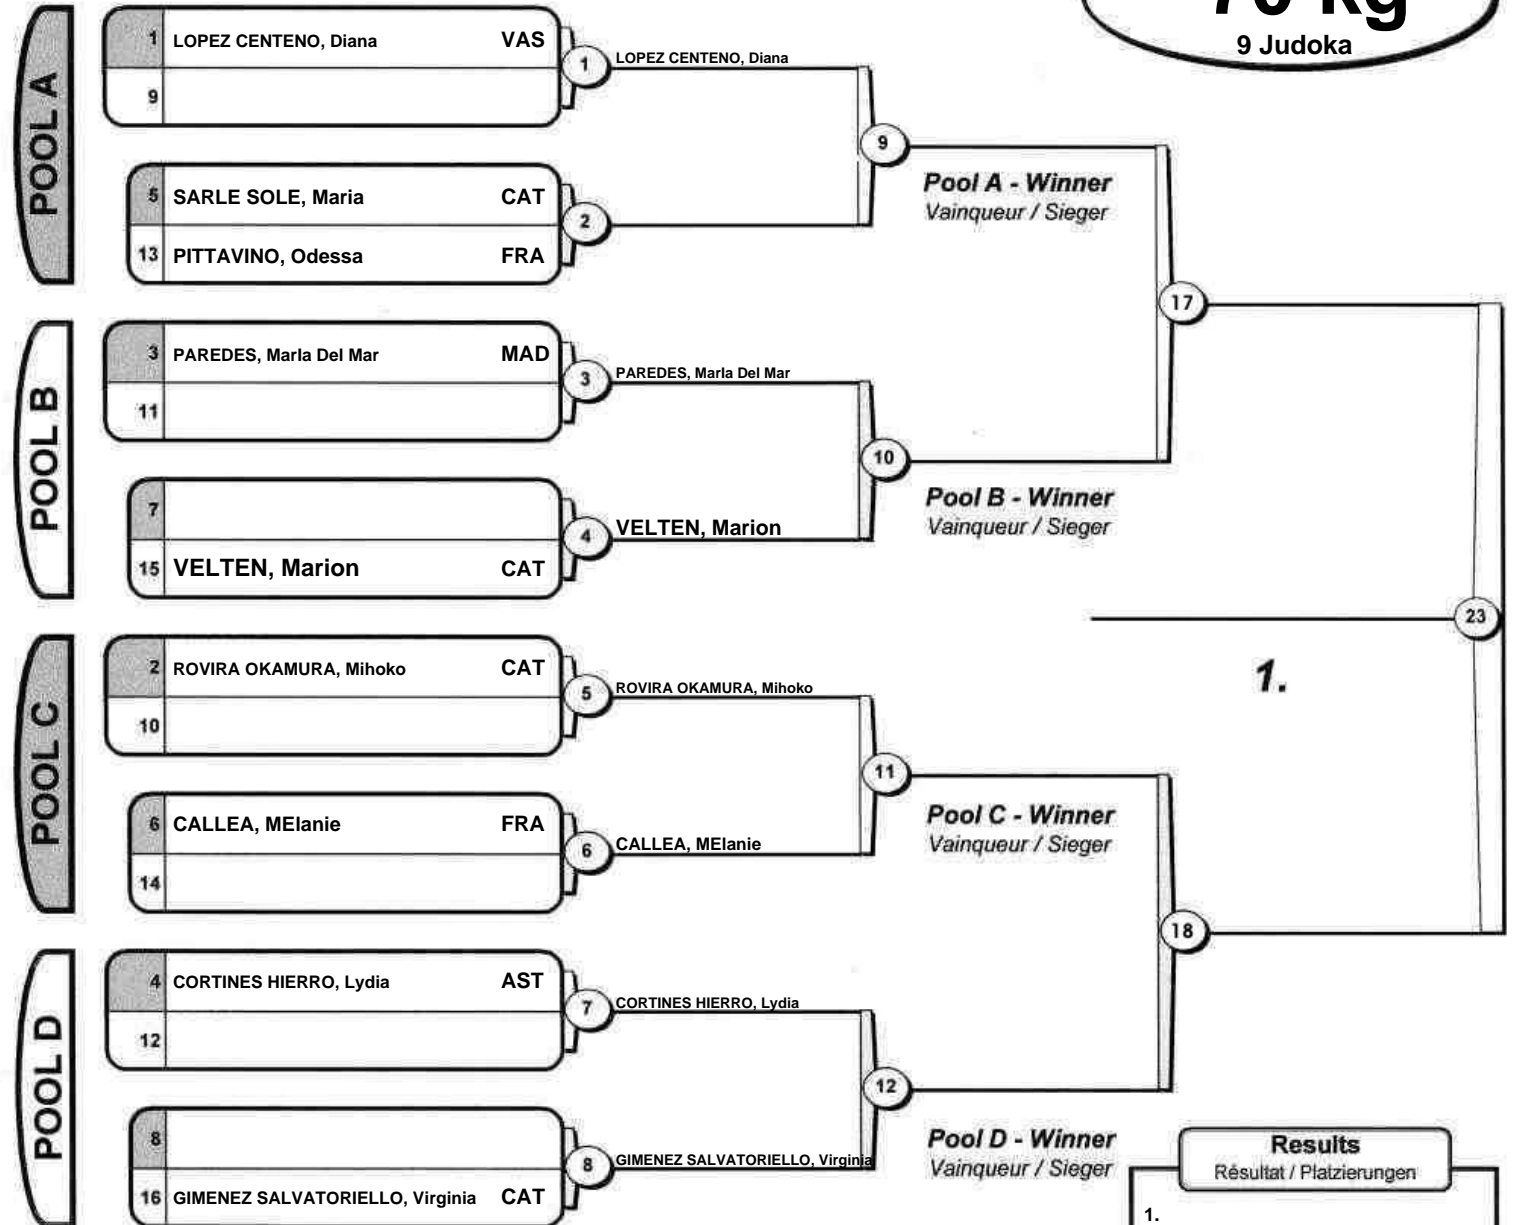 70 kg
9 Judoka
POOL A
1 LOPEZ CENTENO, Diana VAS
9
1
LOPEZ CENTENO, Diana
5 SARLE SOLE, Maria CAT
13 PITTAVINO, Odessa FRA
2
9
Pool A - Winner
Vainqueur / Sieger
POOL B
3 PAREDES, MarIa Del Mar MAD
11
3
PAREDES, MarIa Del Mar
7
15 VELTEN, Marion CAT
4
VELTEN, Marion
10
Pool B - Winner
Vainqueur / Sieger
17
POOL C
2 ROVIRA OKAMURA, Mihoko CAT
10
5
ROVIRA OKAMURA, Mihoko
6 CALLEA, MElanie FRA
14
6
CALLEA, MElanie
11
Pool C - Winner
Vainqueur / Sieger
23
1.
POOL D
4 CORTINES HIERRO, Lydia AST
12
7
CORTINES HIERRO, Lydia
8
16 GIMENEZ SALVATORIELLO, Virginia CAT
8
GIMENEZ SALVATORIELLO, Virginia
12
Pool D - Winner
Vainqueur / Sieger
18
Results
Résultat / Platzierungen
1.